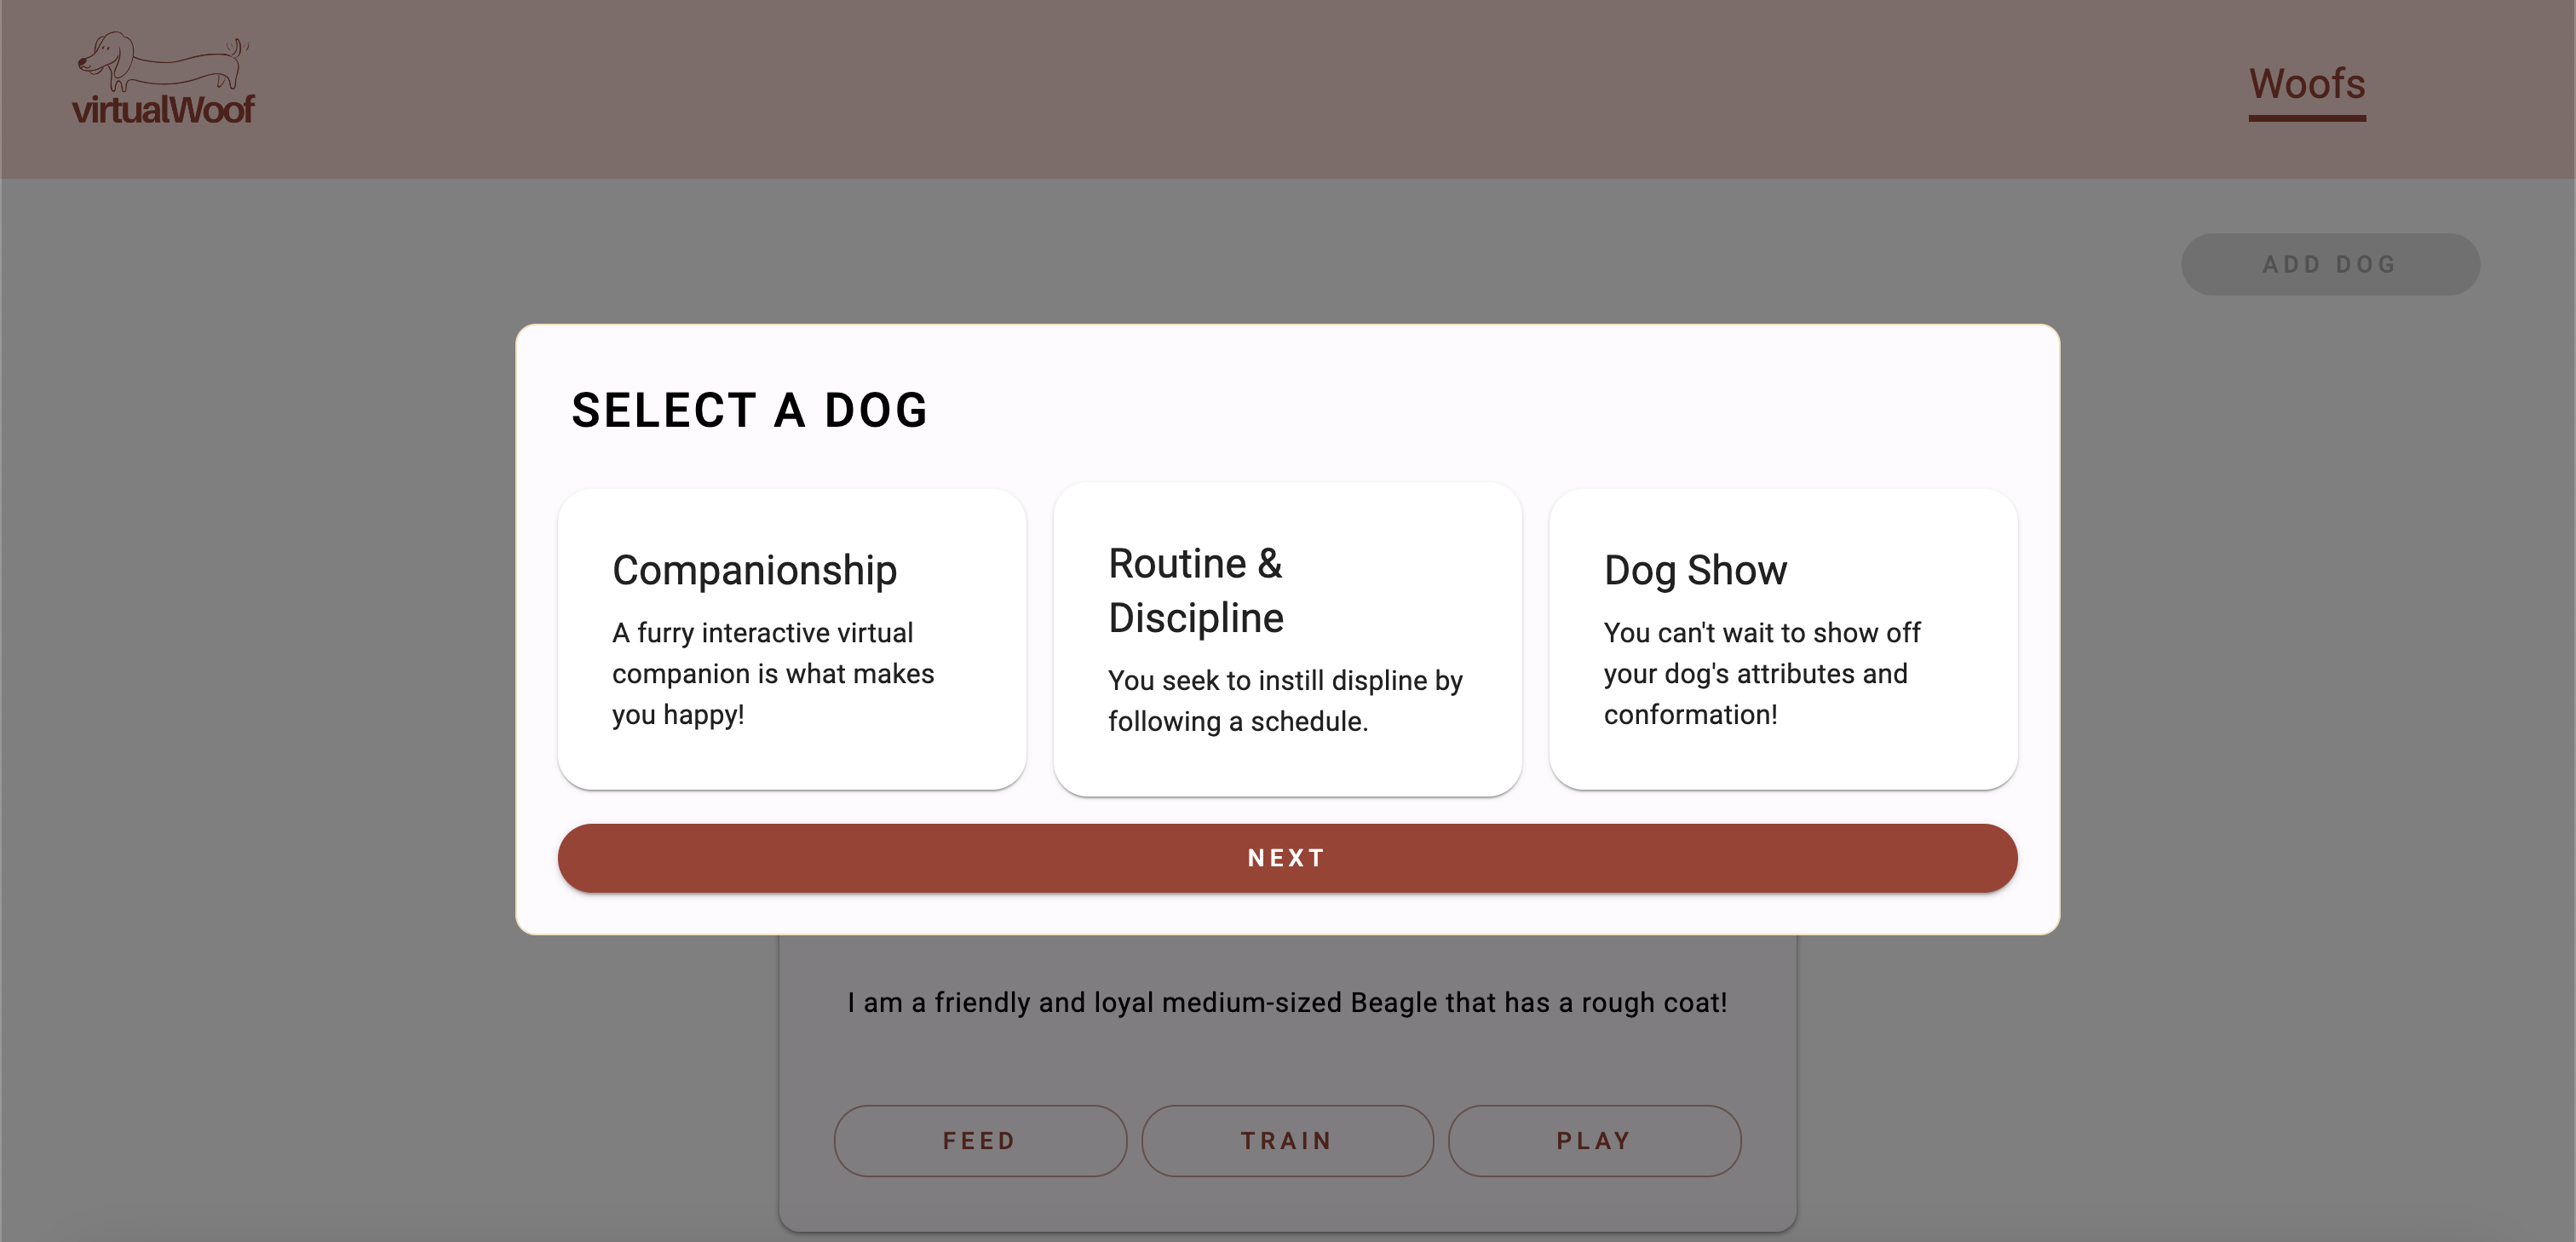 virtualWoof
Woofs
ADD DOG
SELECT A DOG
Companionship
A furry interactive virtual
companion is what makes
you happy!
Routine &
Discipline
You seek to instill displine by
following a schedule.
Dog Show
You can't wait to show off
your dog's attributes and
conformation!
NEXT
I am a friendly and loyal medium-sized Beagle that has a rough coat!
FEED
TRAIN
PLAY